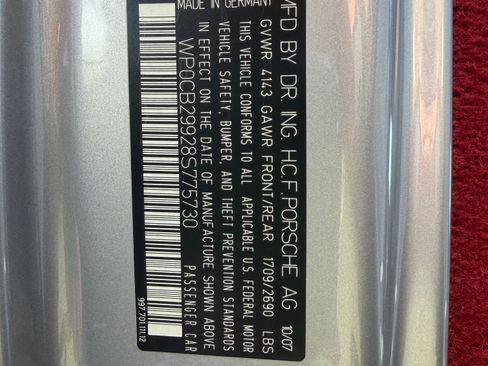 MFD BY DR. ING. H.C.F. PORSCHE AG 10/07
GVWR 4143 GAWR FRONT/REAR 1709/2690 LBS
THIS VEHICLE CONFORMS TO ALL APPLICABLE U.S. FEDERAL MOTOR
VEHICLE SAFETY, BUMPER, AND THEFT PREVENTION STANDARDS
IN EFFECT ON THE DATE OF MANUFACTURE SHOWN ABOVE
WP0CB29928S775730 PASSENGER CAR
MADE IN GERMANY 997.701.111.12